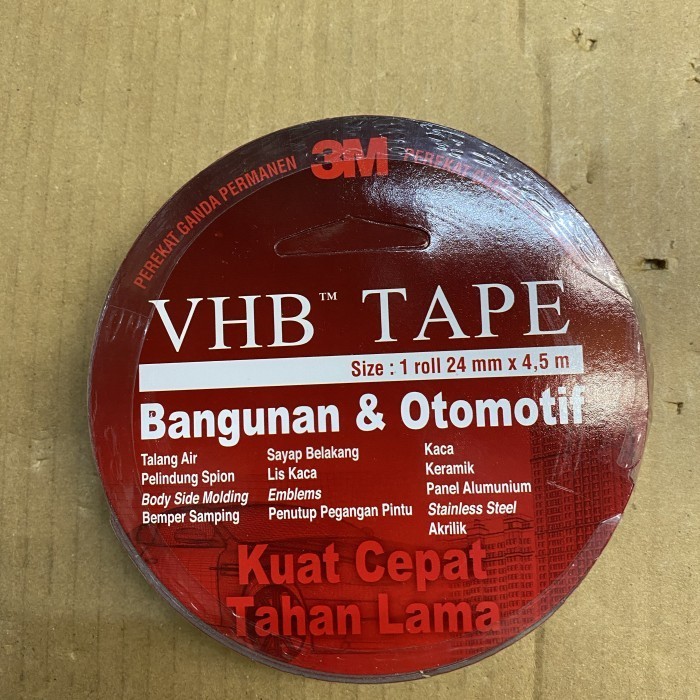 3M
PEREKAT GANDA PERMANEN
PEREKAT
VHB™ TAPE
Size : 1 roll 24 mm x 4,5 m
Bangunan & Otomotif
Talang Air
Pelindung Spion
Body Side Molding
Bemper Samping
Sayap Belakang
Lis Kaca
Emblems
Penutup Pegangan Pintu
Kaca
Keramik
Panel Alumunium
Stainless Steel
Akrilik
Kuat Cepat
Tahan Lama